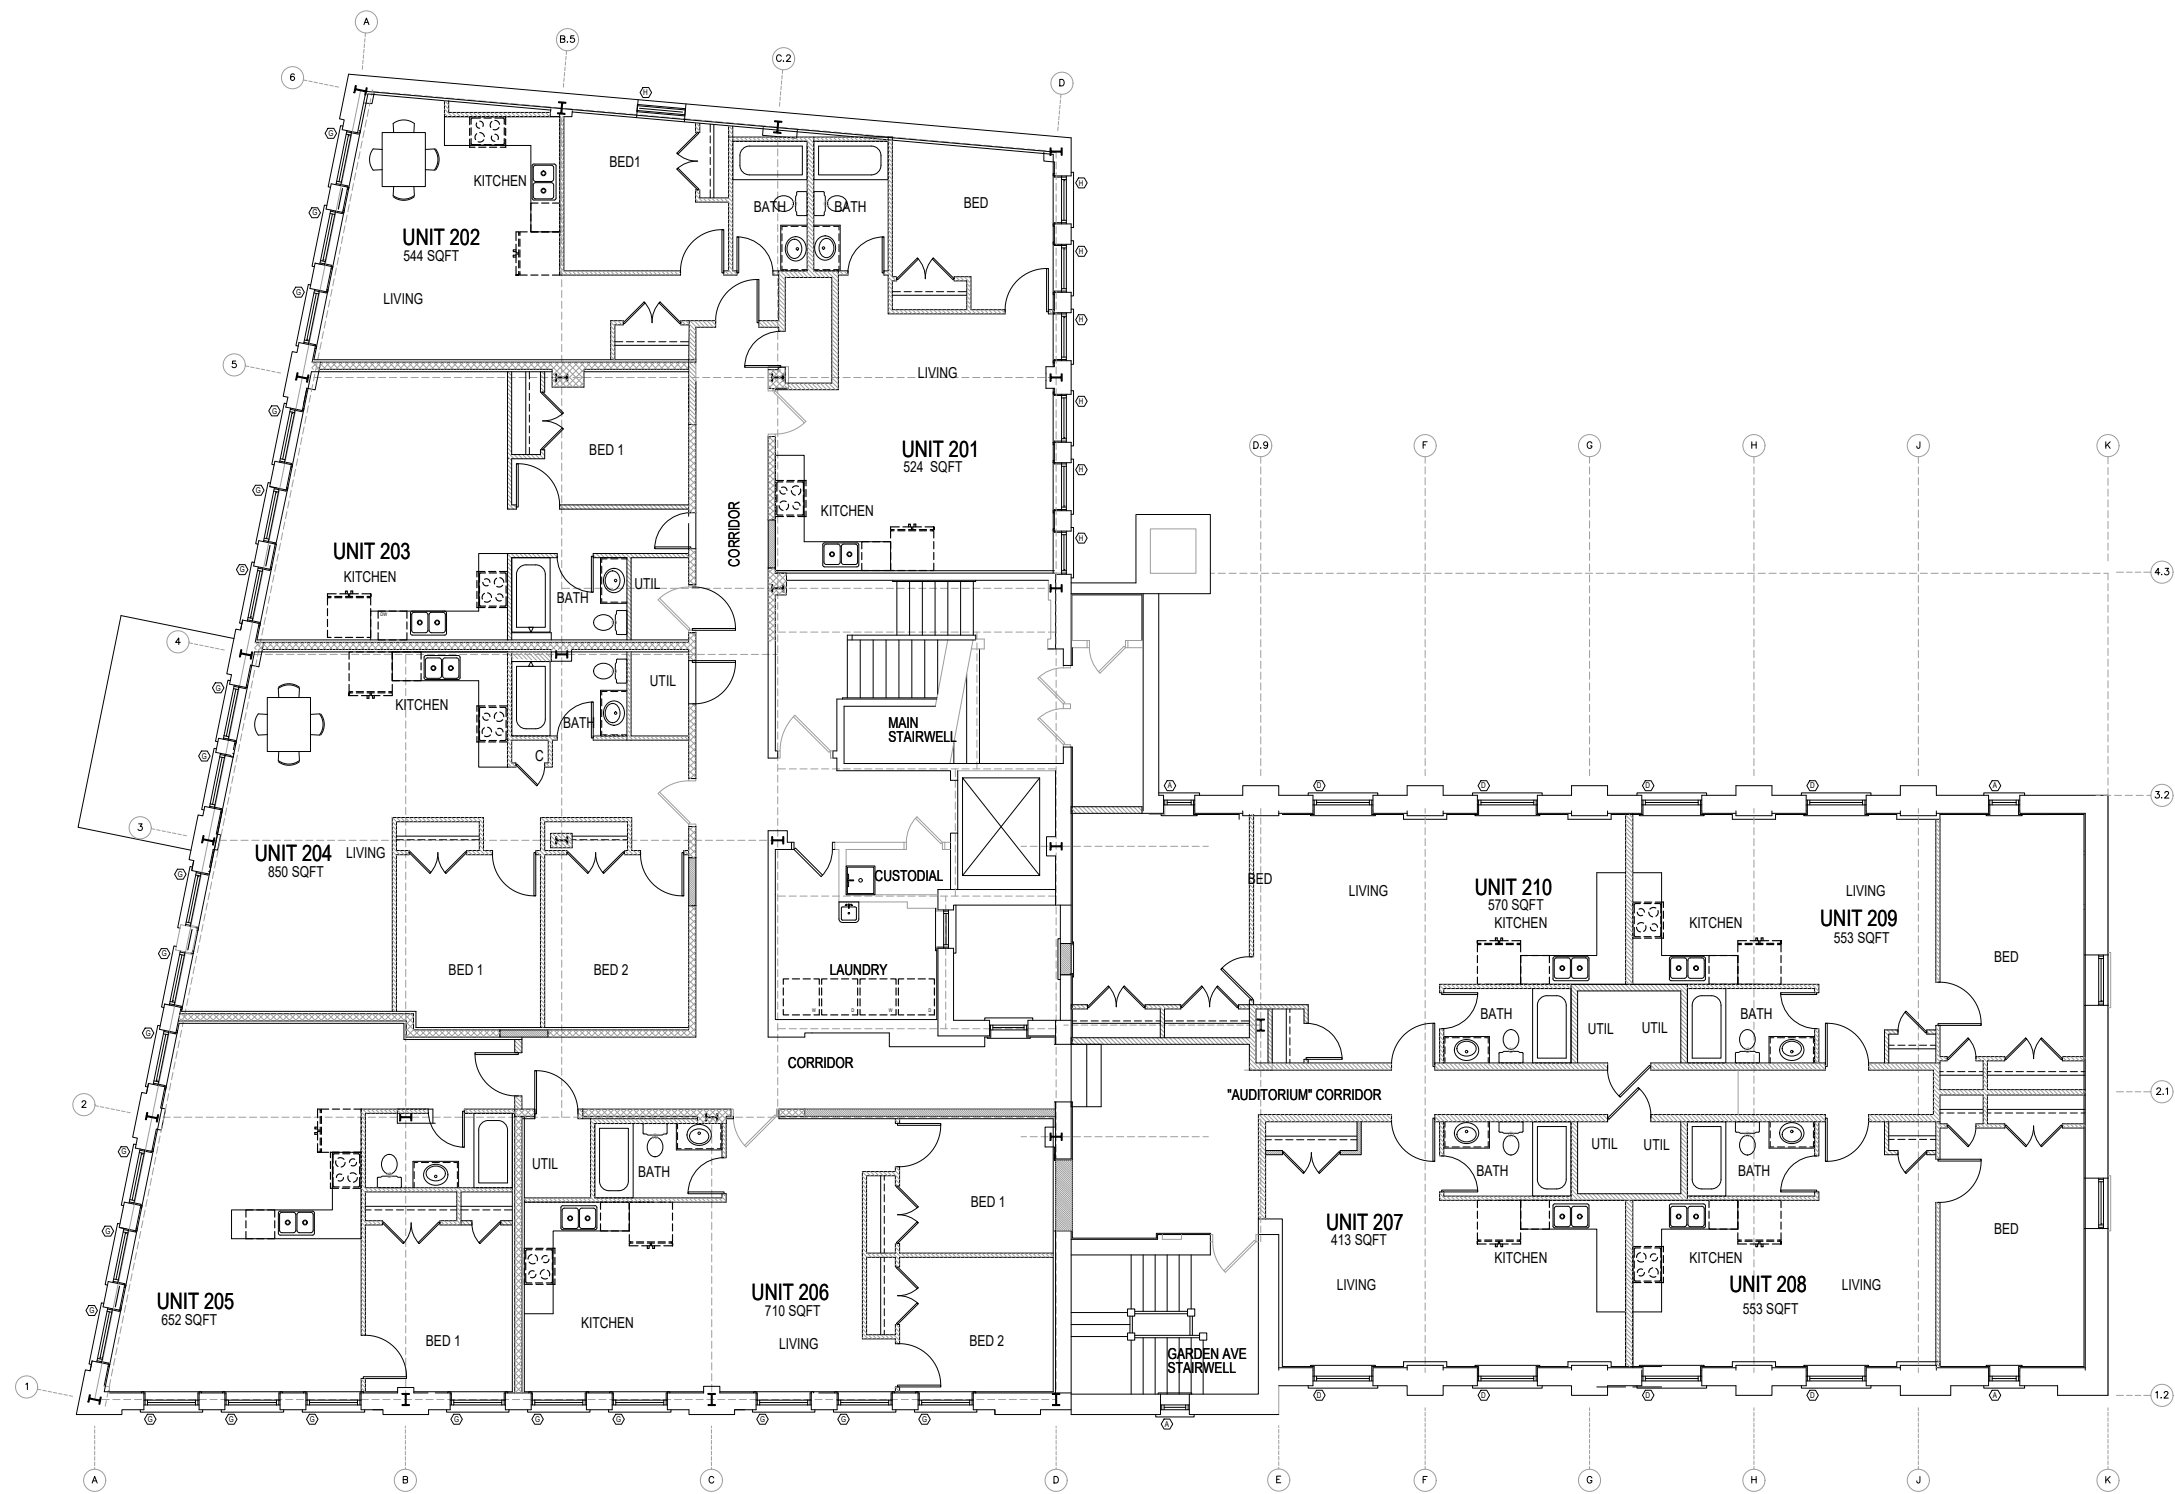 A
B.5
C.2
D
6
H
G
BED1
KITCHEN
BATH
BATH
BED
H
G
UNIT 202
544 SQFT
H
G
LIVING
H
5
LIVING
G
H
UNIT 201
524 SQFT
BED 1
D.9
F
G
H
J
K
H
G
KITCHEN
CORRIDOR
H
UNIT 203
KITCHEN
G
UTIL
BATH
4.3
DW
4
G
UTIL
KITCHEN
BATH
MAIN
STAIRWELL
G
C
A
D
D
D
D
A
3.2
3
UNIT 204
850 SQFT
LIVING
G
CUSTODIAL
BED
LIVING
UNIT 210
570 SQFT
KITCHEN
KITCHEN
LIVING
UNIT 209
553 SQFT
G
BED 1
BED 2
LAUNDRY
BED
W
D
W
D
G
BATH
UTIL
UTIL
BATH
CORRIDOR
2
"AUDITORIUM" CORRIDOR
2.1
G
UTIL
BATH
BATH
UTIL
UTIL
BATH
G
BED 1
UNIT 207
413 SQFT
KITCHEN
KITCHEN
BED
LIVING
UNIT 208
553 SQFT
LIVING
UNIT 205
652 SQFT
G
UNIT 206
710 SQFT
KITCHEN
LIVING
BED 1
BED 2
GARDEN AVE
STAIRWELL
1
G
G
G
G
G
G
G
G
G
A
D
D
D
D
A
1.2
A
B
C
D
E
F
G
H
J
K